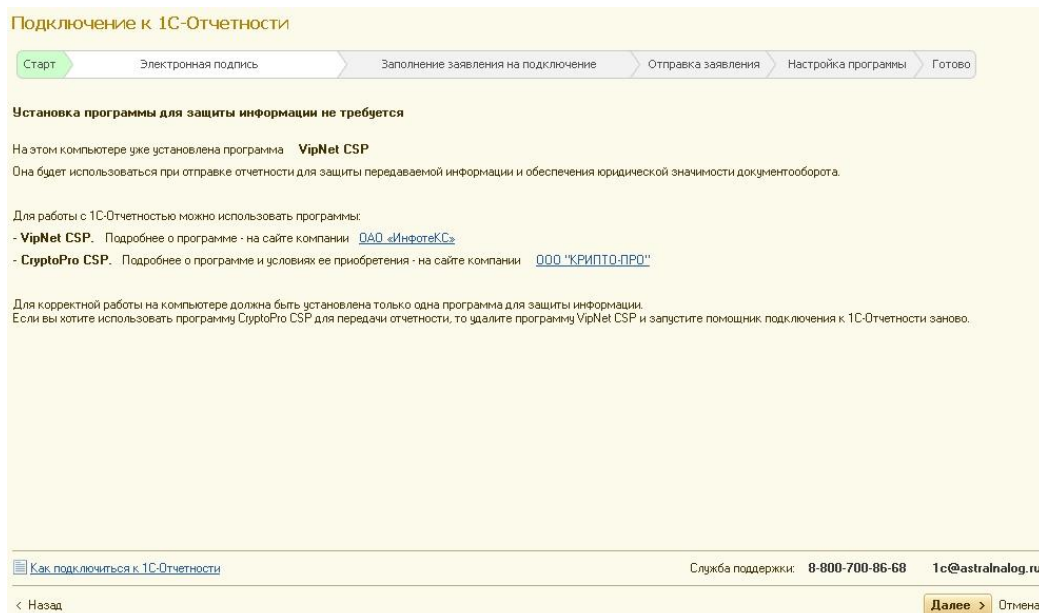 Подключение к 1С-Отчетности
Старт Электронная подпись Заполнение заявления на подключение Отправка заявления Настройка программы Готово
Установка программы для защиты информации не требуется
На этом компьютере уже установлена программа VipNet CSP
Она будет использоваться при отправке отчетности для защиты передаваемой информации и обеспечения юридической значимости документооборота.
Для работы с 1С-Отчетностью можно использовать программы:
- VipNet CSP. Подробнее о программе - на сайте компании ОАО «ИнфотеКС»
- CryptoPro CSP. Подробнее о программе и условиях ее приобретения - на сайте компании ООО "КРИПТО-ПРО"
Для корректной работы на компьютере должна быть установлена только одна программа для защиты информации.
Если вы хотите использовать программу CryptoPro CSP для передачи отчетности, то удалите программу VipNet CSP и запустите помощник подключения к 1С-Отчетности заново.
Как подключиться к 1С-Отчетности Служба поддержки: 8-800-700-86-68 1c@astralnalog.ru
< Назад Далее > Отмена